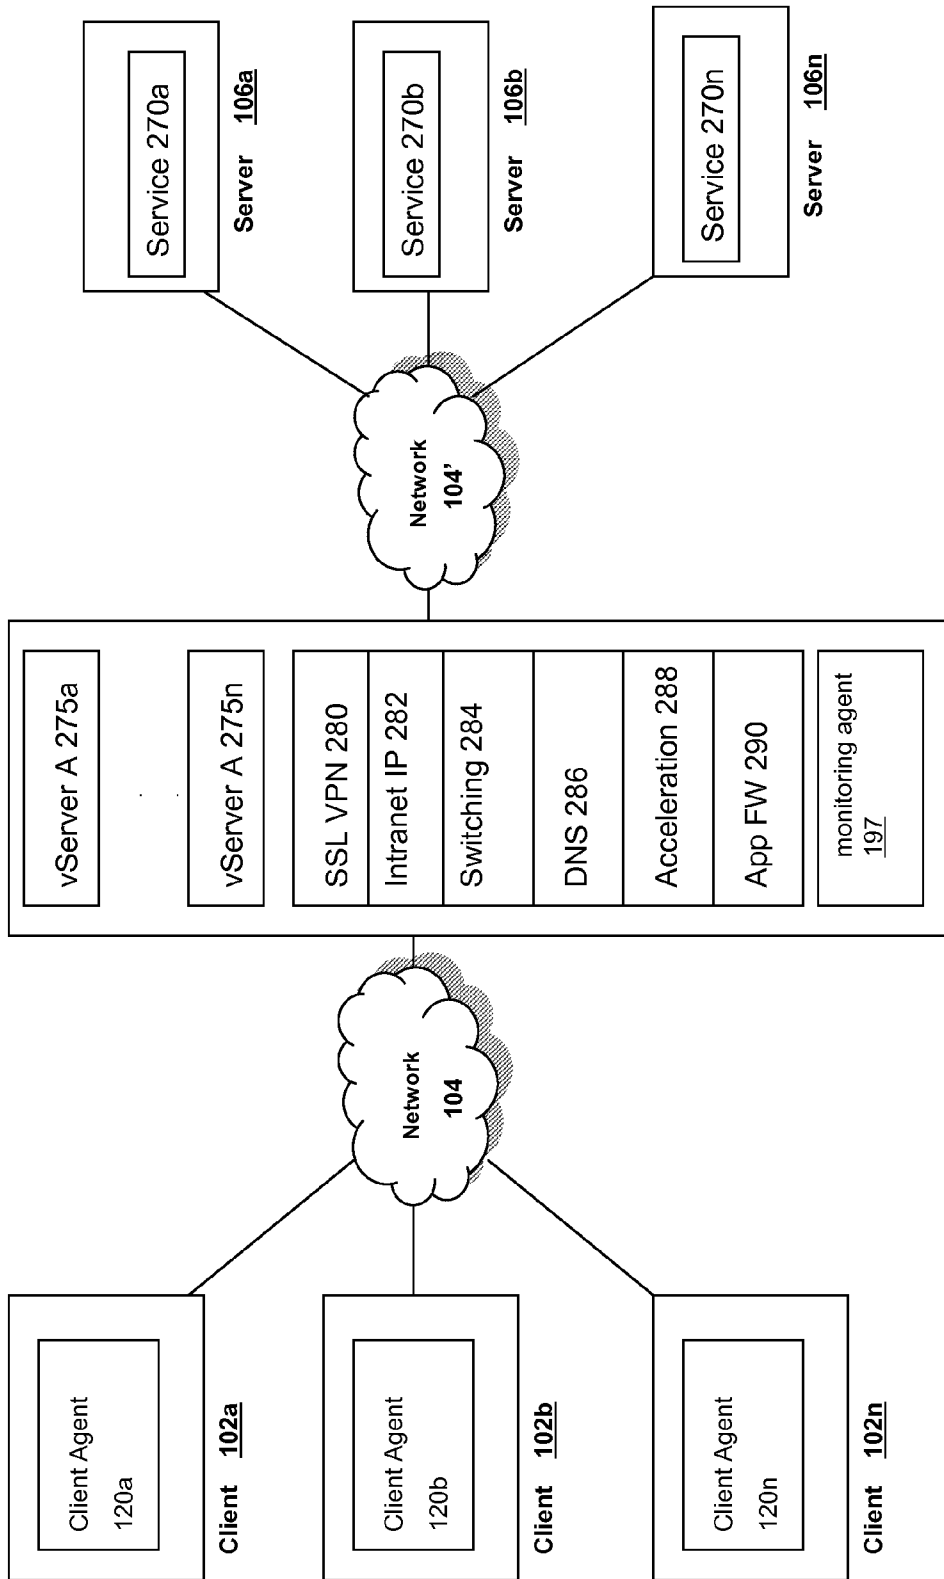 Client Agent
120a
Client 102a
Client Agent
120b
Client 102b
Client Agent
120n
Client 102n
Network
104
vServer A 275a
vServer A 275n
SSL VPN 280
Intranet IP 282
Switching 284
DNS 286
Acceleration 288
App FW 290
monitoring agent
197
Network
104’
Service 270a
Server 106a
Service 270b
Server 106b
Service 270n
Server 106n